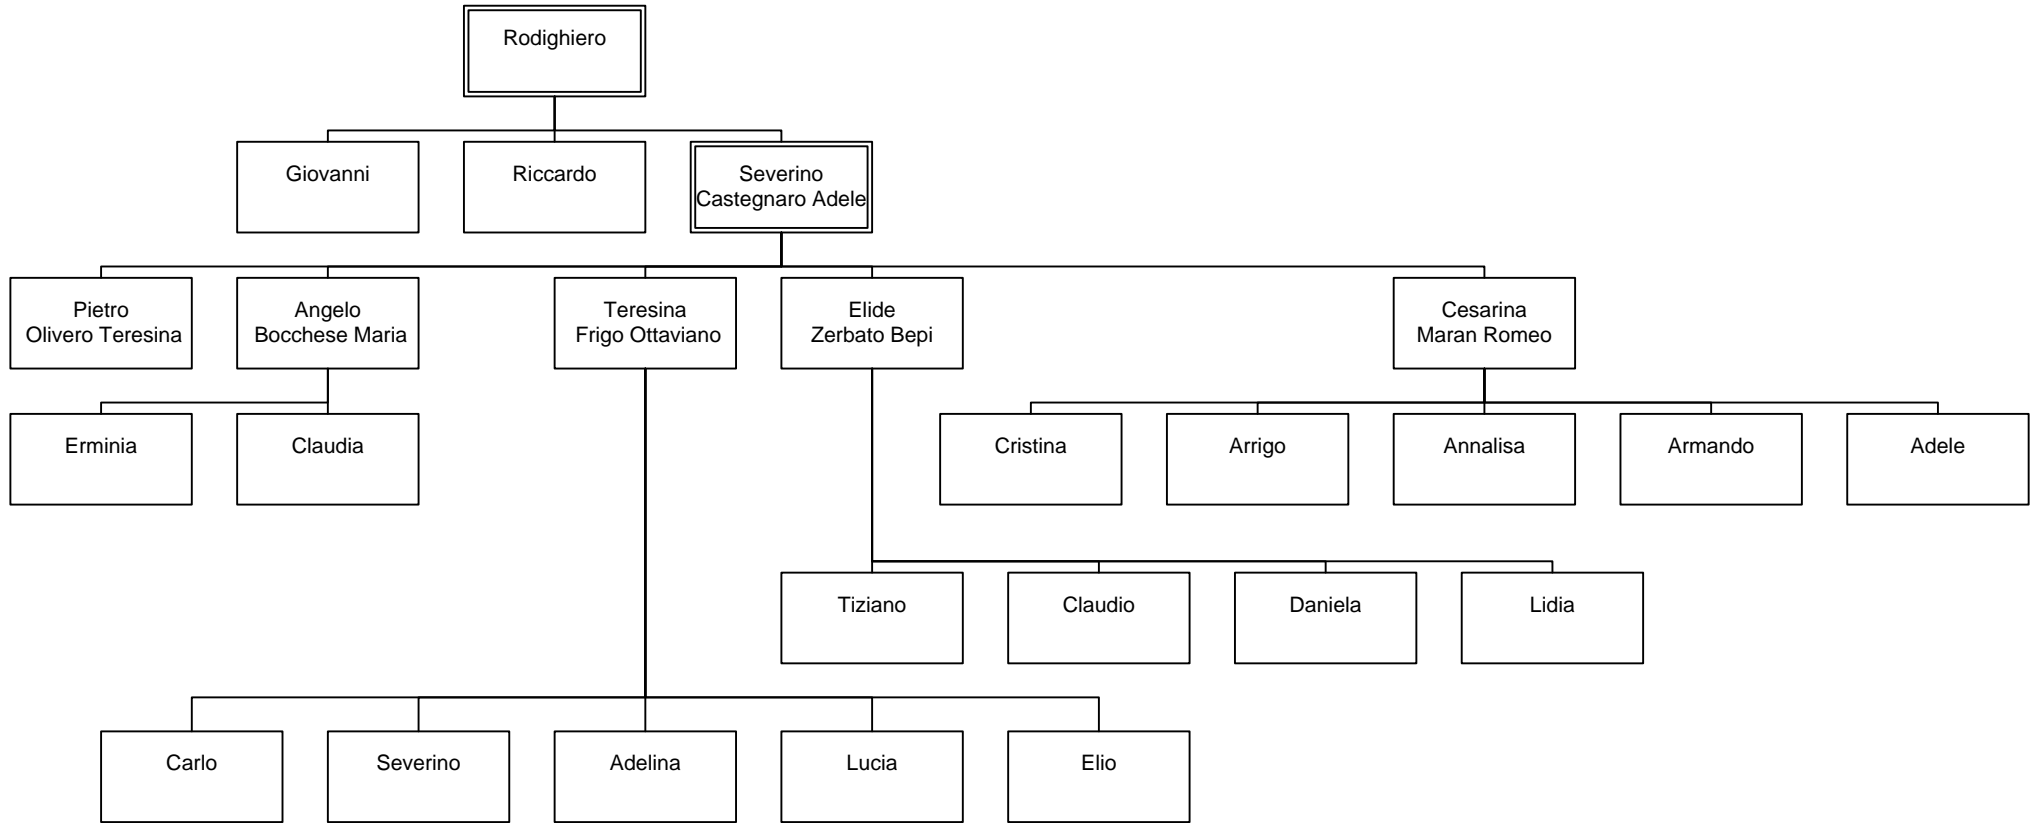 Rodighiero
Giovanni
Riccardo
Severino
Castegnaro Adele
Pietro
Olivero Teresina
Angelo
Bocchese Maria
Teresina
Frigo Ottaviano
Elide
Zerbato Bepi
Cesarina
Maran Romeo
Erminia
Claudia
Cristina
Arrigo
Annalisa
Armando
Adele
Tiziano
Claudio
Daniela
Lidia
Carlo
Severino
Adelina
Lucia
Elio